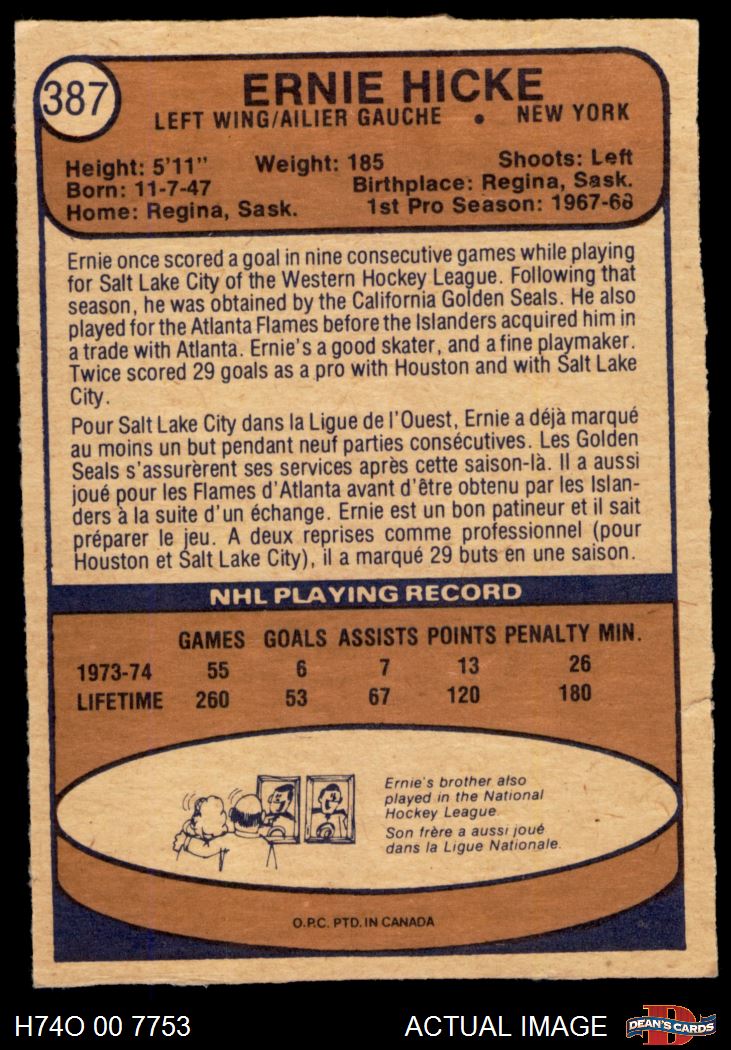 387
ERNIE HICKE
LEFT WING/AILIER GAUCHE • NEW YORK
Height: 5'11" Weight: 185 Shoots: Left
Born: 11-7-47 Birthplace: Regina, Sask.
Home: Regina, Sask. 1st Pro Season: 1967-68
Ernie once scored a goal in nine consecutive games while playing
for Salt Lake City of the Western Hockey League. Following that
season, he was obtained by the California Golden Seals. He also
played for the Atlanta Flames before the Islanders acquired him in
a trade with Atlanta. Ernie's a good skater, and a fine playmaker.
Twice scored 29 goals as a pro with Houston and with Salt Lake
City.
Pour Salt Lake City dans la Ligue de l'Ouest, Ernie a déjà marqué
au moins un but pendant neuf parties consécutives. Les Golden
Seals s'assurèrent ses services après cette saison-là. Il a aussi
joué pour les Flames d'Atlanta avant d'être obtenu par les Islan-
ders à la suite d'un échange. Ernie est un bon patineur et il sait
préparer le jeu. A deux reprises comme professionnel (pour
Houston et Salt Lake City), il a marqué 29 buts en une saison.
NHL PLAYING RECORD
GAMES GOALS ASSISTS POINTS PENALTY MIN.
1973-74 55 6 7 13 26
LIFETIME 260 53 67 120 180
Ernie's brother also
played in the National
Hockey League.
Son frère a aussi joué
dans la Ligue Nationale.
O.P.C. PTD. IN CANADA
H74O 00 7753 ACTUAL IMAGE D DEAN'S CARDS